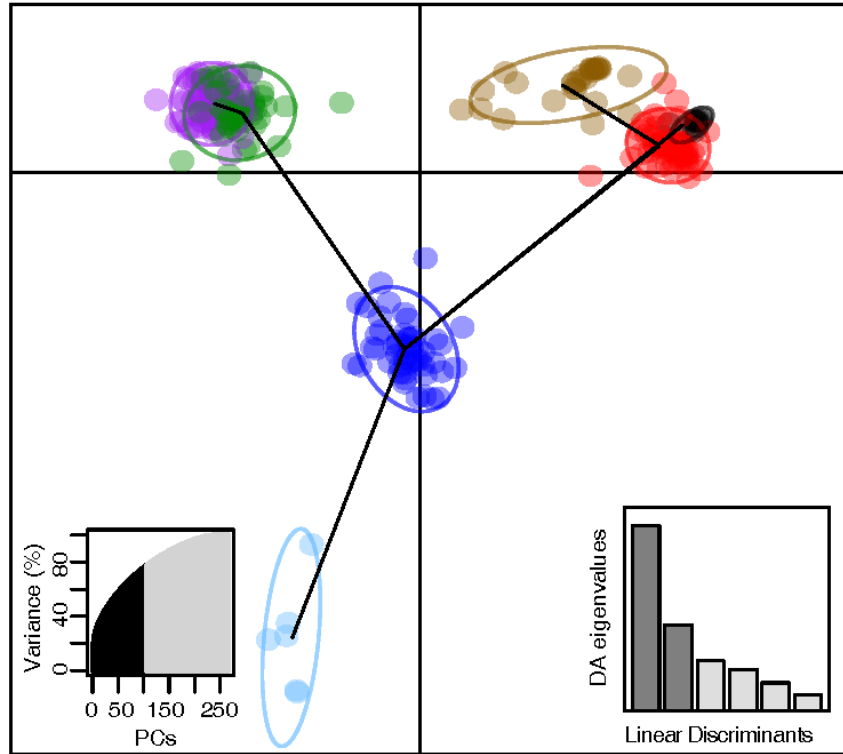 Variance (%)
80
40
0
0 50 150 250
PCs
DA eigenvalues
Linear Discriminants